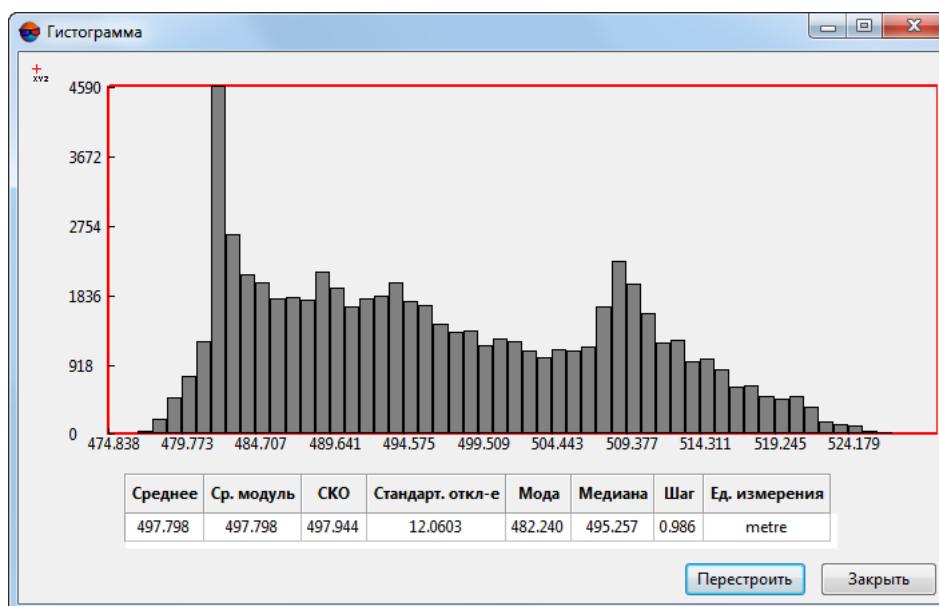 Гистограмма
XYZ
4590
3672
2754
1836
918
0
474.838 479.773 484.707 489.641 494.575 499.509 504.443 509.377 514.311 519.245 524.179
Среднее Ср. модуль СКО Стандарт. откл-е Мода Медиана Шаг Ед. измерения
497.798 497.798 497.944 12.0603 482.240 495.257 0.986 metre
Перестроить Закрыть